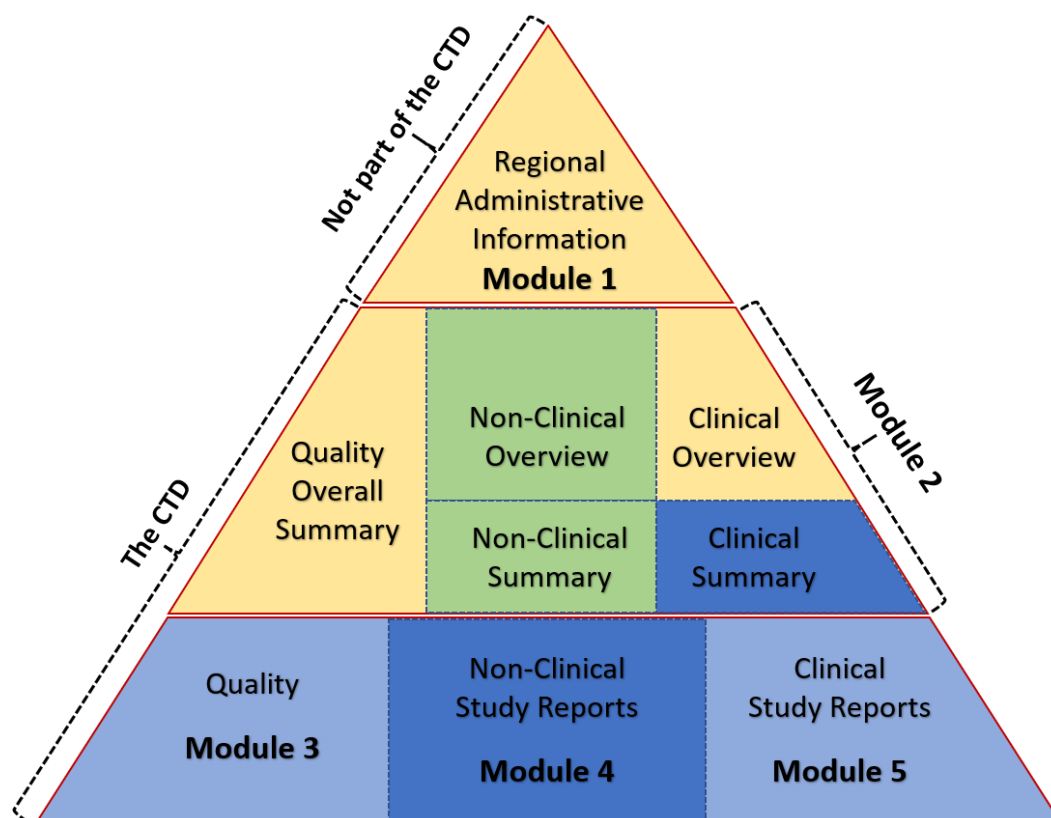 Not part of the CTD
Regional
Administrative
Information
Module 1
The CTD
Module 2
Quality
Overall
Summary
Non-Clinical
Overview
Clinical
Overview
Non-Clinical
Summary
Clinical
Summary
Quality
Module 3
Non-Clinical
Study Reports
Module 4
Clinical
Study Reports
Module 5